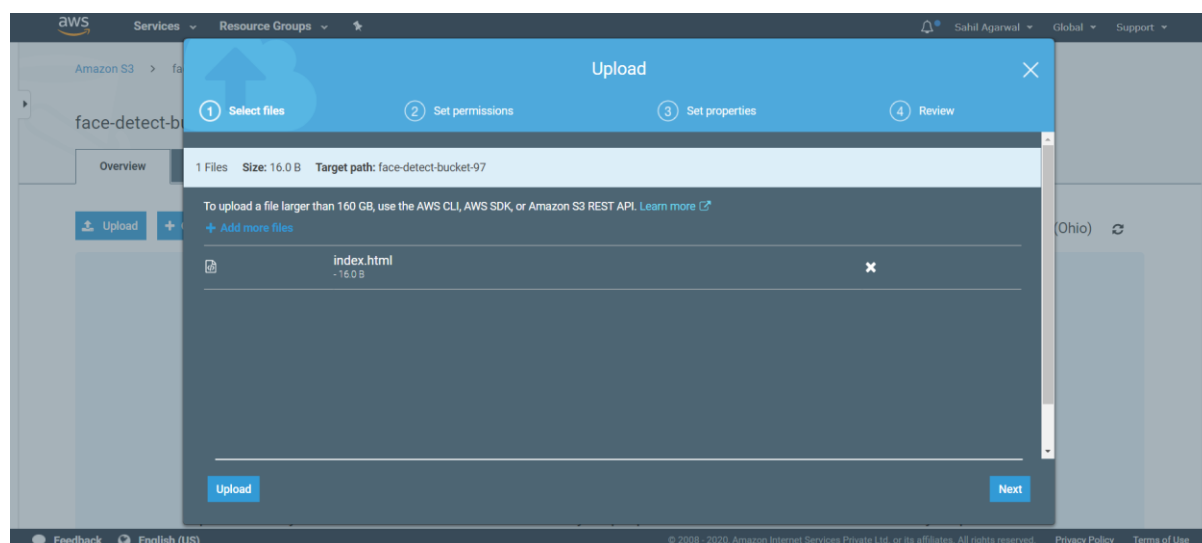 aws Services Resource Groups Sahil Agarwal Global Support
Amazon S3 > fa
Upload
1 Select files 2 Set permissions 3 Set properties 4 Review
face-detect-b
Overview
1 Files Size: 16.0 B Target path: face-detect-bucket-97
To upload a file larger than 160 GB, use the AWS CLI, AWS SDK, or Amazon S3 REST API. Learn more
+ Add more files
Upload + (Ohio)
index.html
- 16.0 B
Upload Next
Feedback English (US) © 2008 - 2020, Amazon Internet Services Private Ltd. or its affiliates. All rights reserved. Privacy Policy Terms of Use